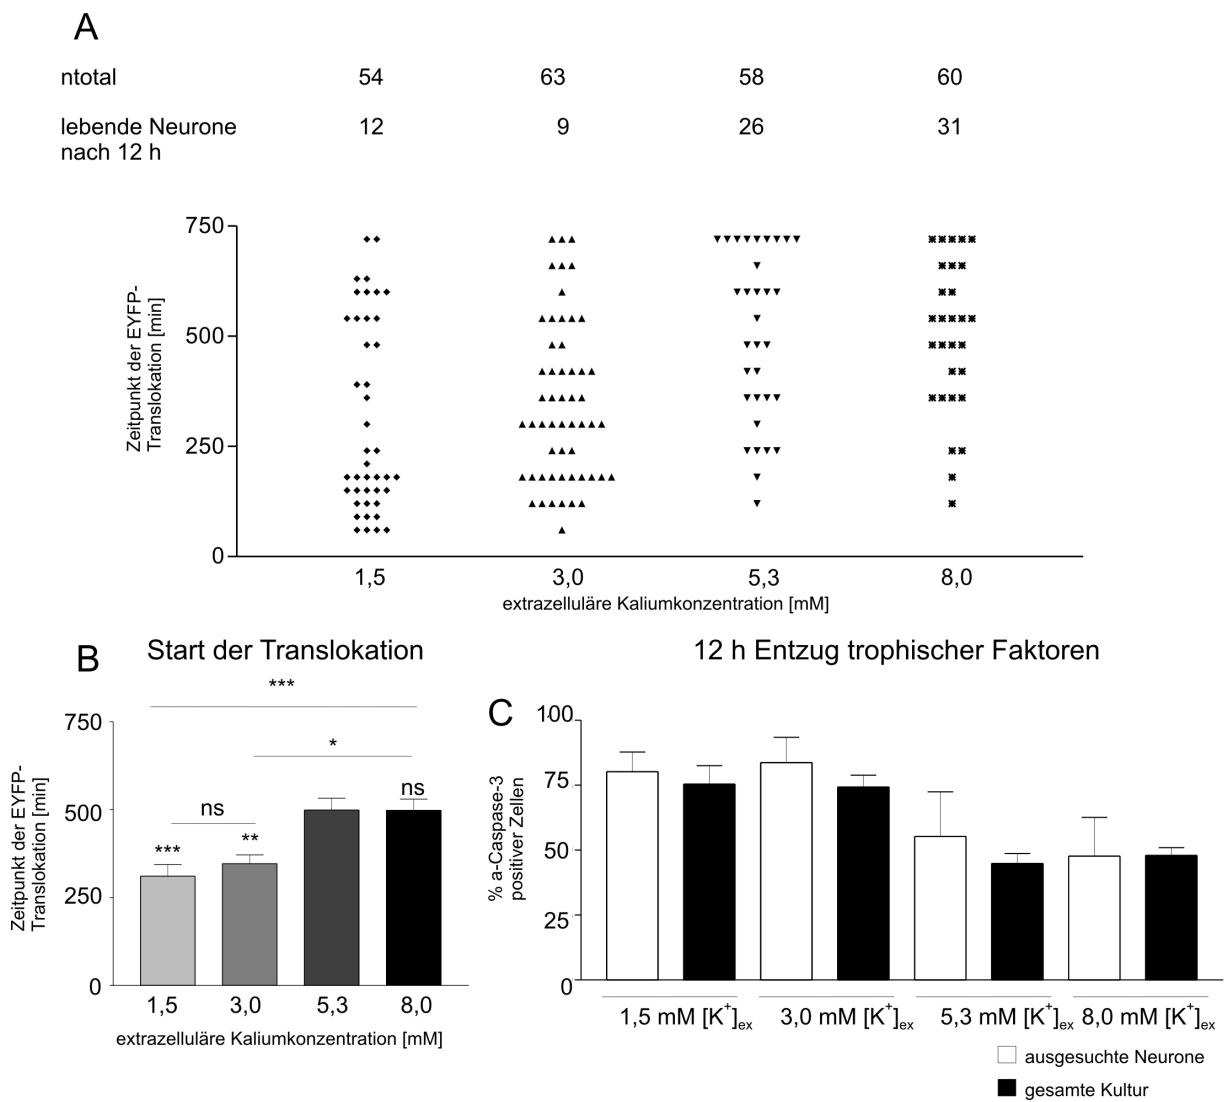 A
ntotal 54 63 58 60
lebende Neurone 12 9 26 31
nach 12 h
750
500
250
0
Zeitpunkt der EYFP-
Translokation [min]
1,5 3,0 5,3 8,0
extrazelluläre Kaliumkonzentration [mM]
B
Start der Translokation
***
*
ns
ns
***
**
750
500
250
0
Zeitpunkt der EYFP-
Translokation [min]
1,5 3,0 5,3 8,0
extrazelluläre Kaliumkonzentration [mM]
12 h Entzug trophischer Faktoren
C
100
75
50
25
0
% a-Caspase-3
positiver Zellen
1,5 mM [K+]ex 3,0 mM [K+]ex 5,3 mM [K+]ex 8,0 mM [K+]ex
ausgesuchte Neurone
gesamte Kultur